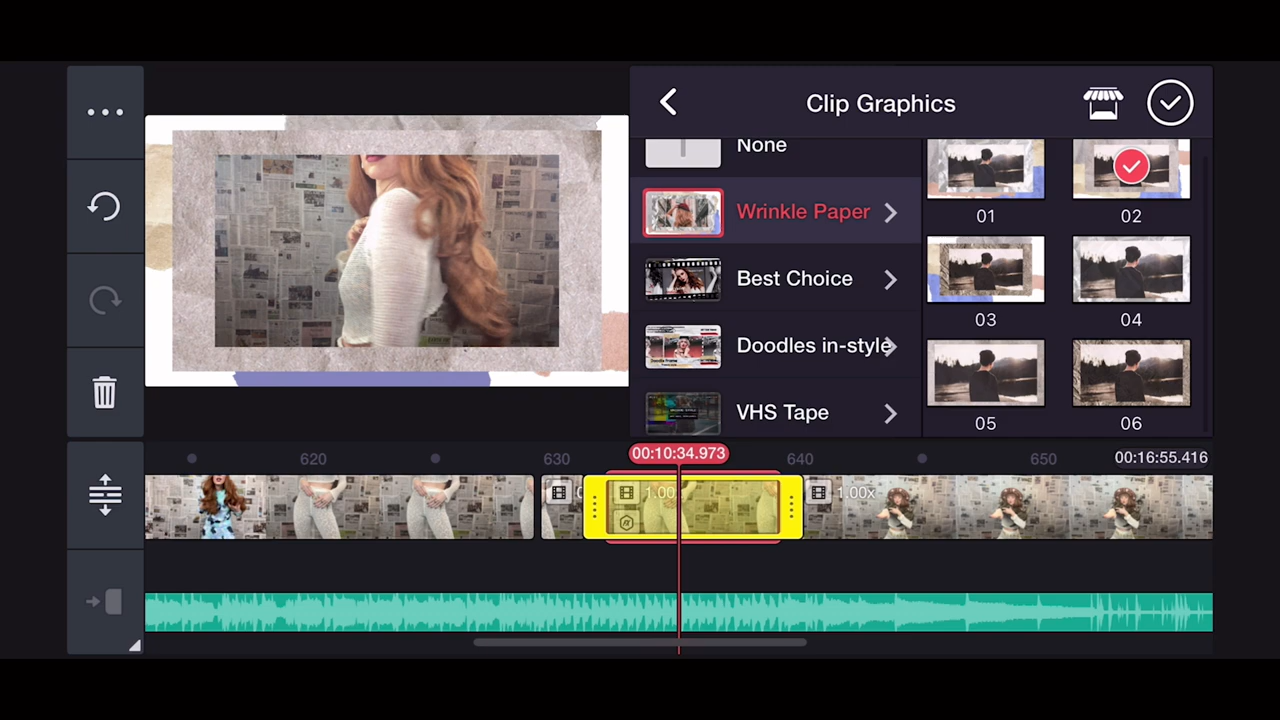 Clip Graphics
None
Wrinkle Paper
Best Choice
Doodles in-style
VHS Tape
01
02
03
04
05
06
620
630
00:10:34.973
640
650
00:16:55.416
1.00
1.00x